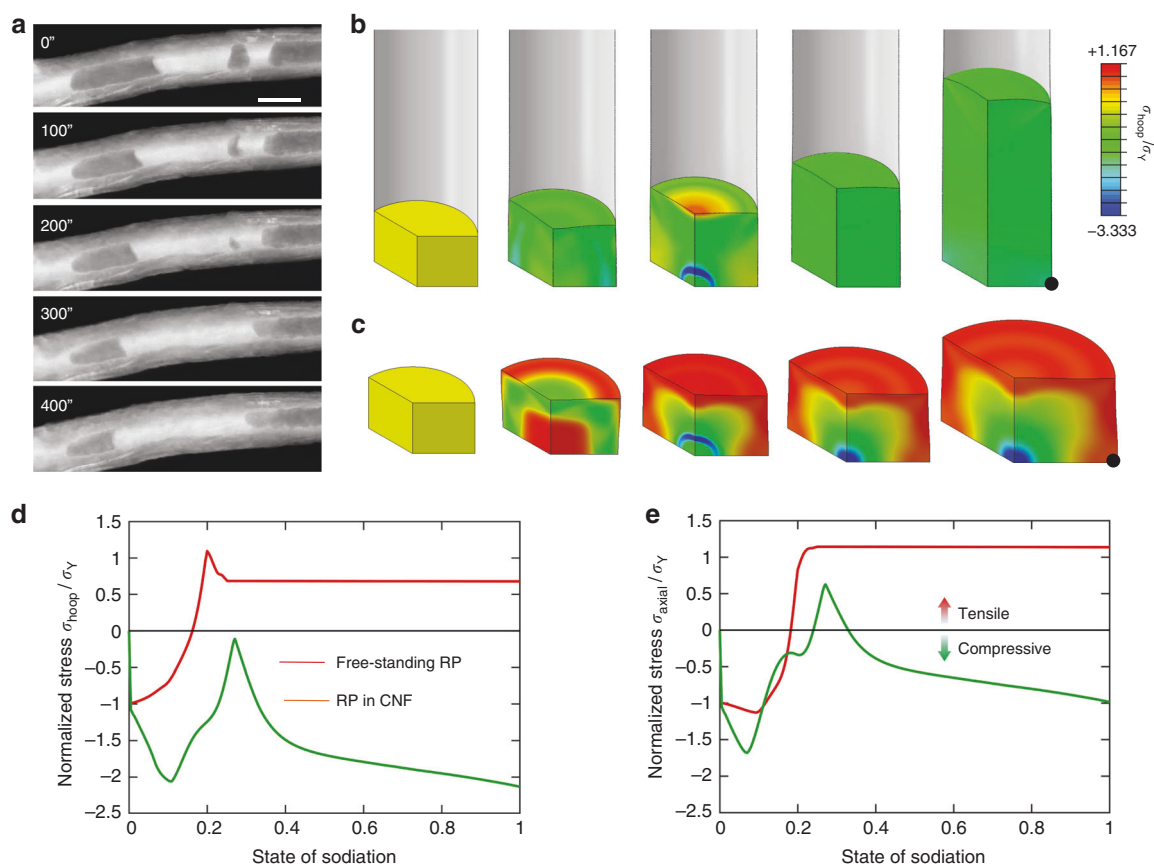 a
0”
100”
200”
300”
400”
b
+1.167
σhoop/σY
−3.333
c
d
Normalized stress σhoop/σY
1.5
1
0.5
0
−0.5
−1
−1.5
−2
−2.5
Free-standing RP
RP in CNF
0
0.2
0.4
0.6
0.8
1
State of sodiation
e
Normalized stress σaxial/σY
1.5
1
0.5
0
−0.5
−1
−1.5
−2
−2.5
Tensile
Compressive
0
0.2
0.4
0.6
0.8
1
State of sodiation